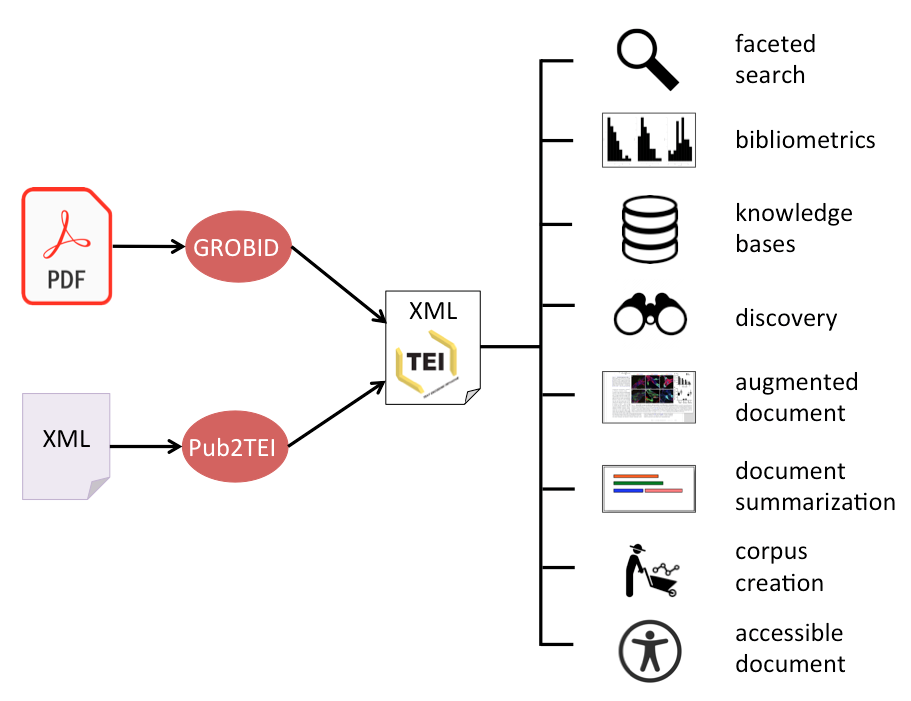 PDF
GROBID
XML
Pub2TEI
XML
TEI
faceted
search
bibliometrics
knowledge
bases
discovery
augmented
document
document
summarization
corpus
creation
accessible
document